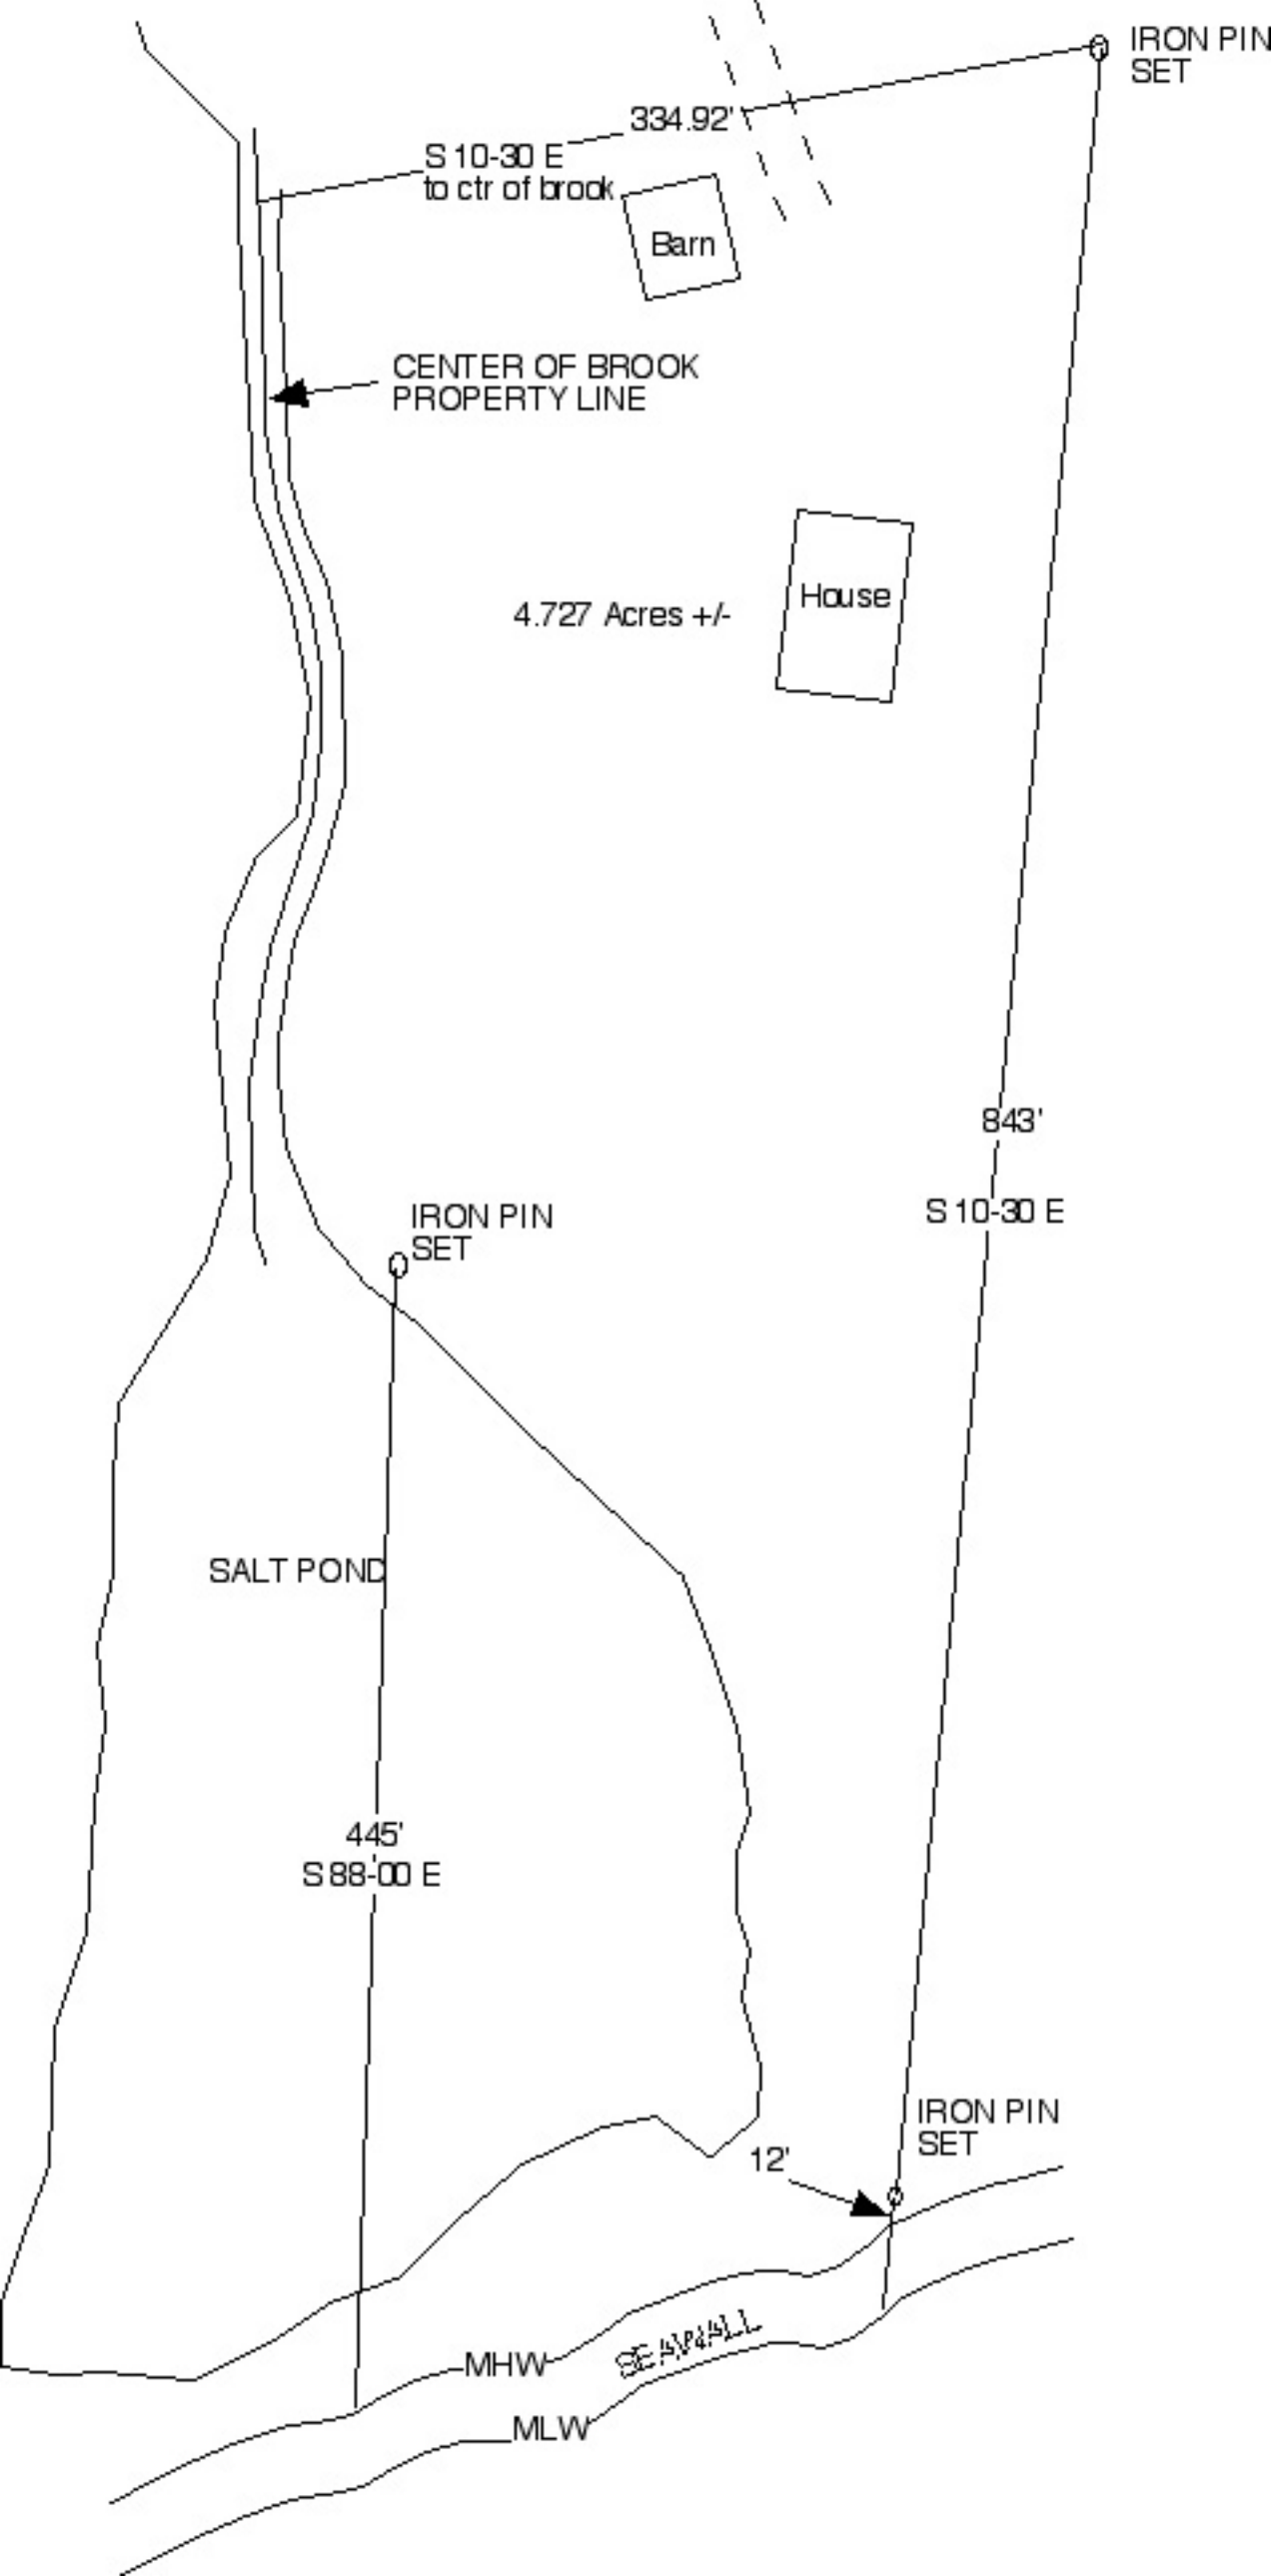 IRON PIN
SET
334.92'
S 10-30 E
to ctr of brook
Barn
CENTER OF BROOK
PROPERTY LINE
House
4.727 Acres +/-
843'
S 10-30 E
IRON PIN
SET
SALT POND
445'
S 88-00 E
IRON PIN
SET
12'
SEAWALL
MHW
MLW